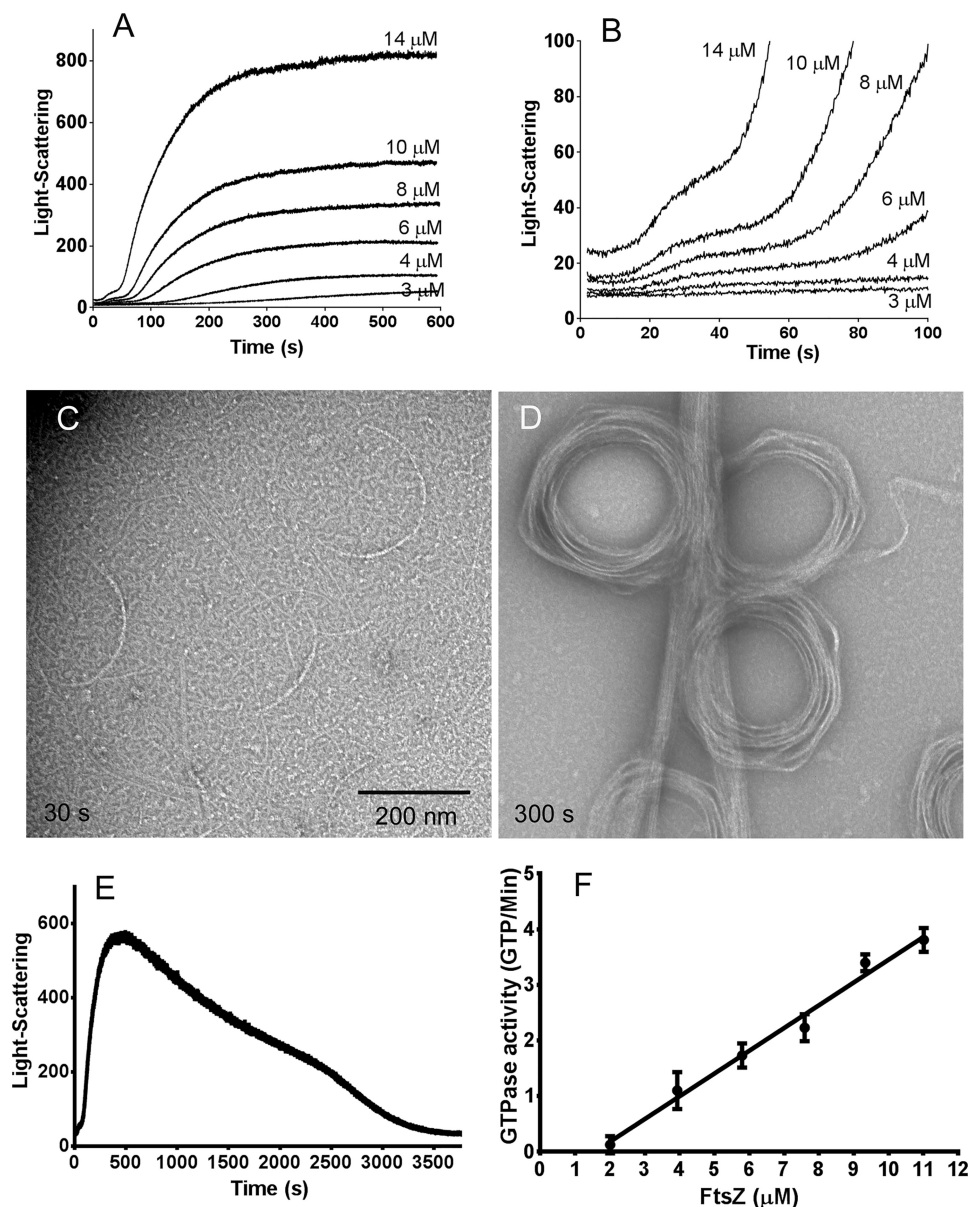 A
Light-Scattering
800
600
400
200
0
14 μM
10 μM
8 μM
6 μM
4 μM
3 μM
0 100 200 300 400 500 600
Time (s)
B
Light-Scattering
100
80
60
40
20
0
14 μM
10 μM
8 μM
6 μM
4 μM
3 μM
0 20 40 60 80 100
Time (s)
C
30 s
200 nm
D
300 s
E
Light-Scattering
600
400
200
0
0 500 1000 1500 2000 2500 3000 3500
Time (s)
F
GTPase activity (GTP/Min)
5
4
3
2
1
0
0 1 2 3 4 5 6 7 8 9 10 11 12
FtsZ (μM)